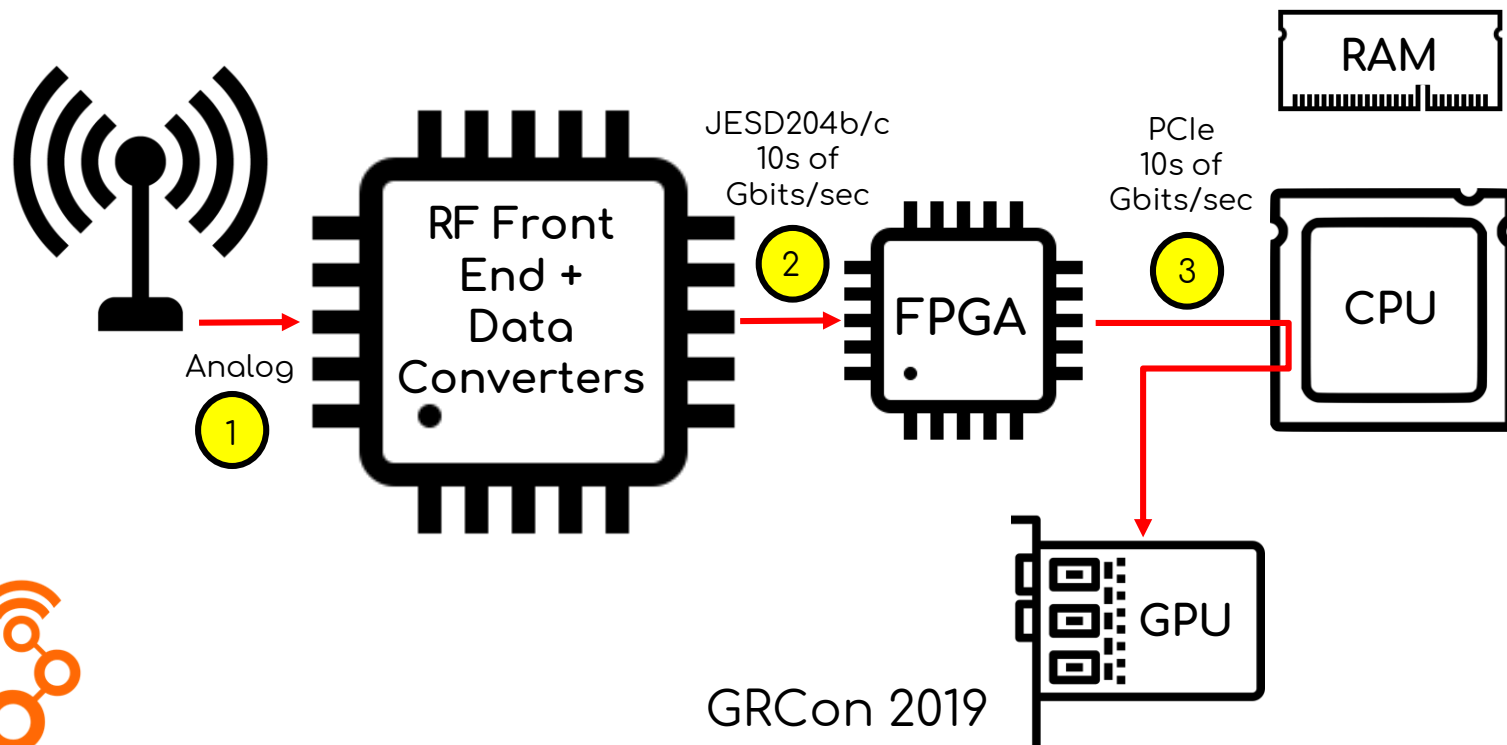 RAM
JESD204b/c
10s of
Gbits/sec
2
PCIe
10s of
Gbits/sec
3
RF Front
End +
Data
Converters
FPGA
CPU
Analog
1
GPU
GRCon 2019